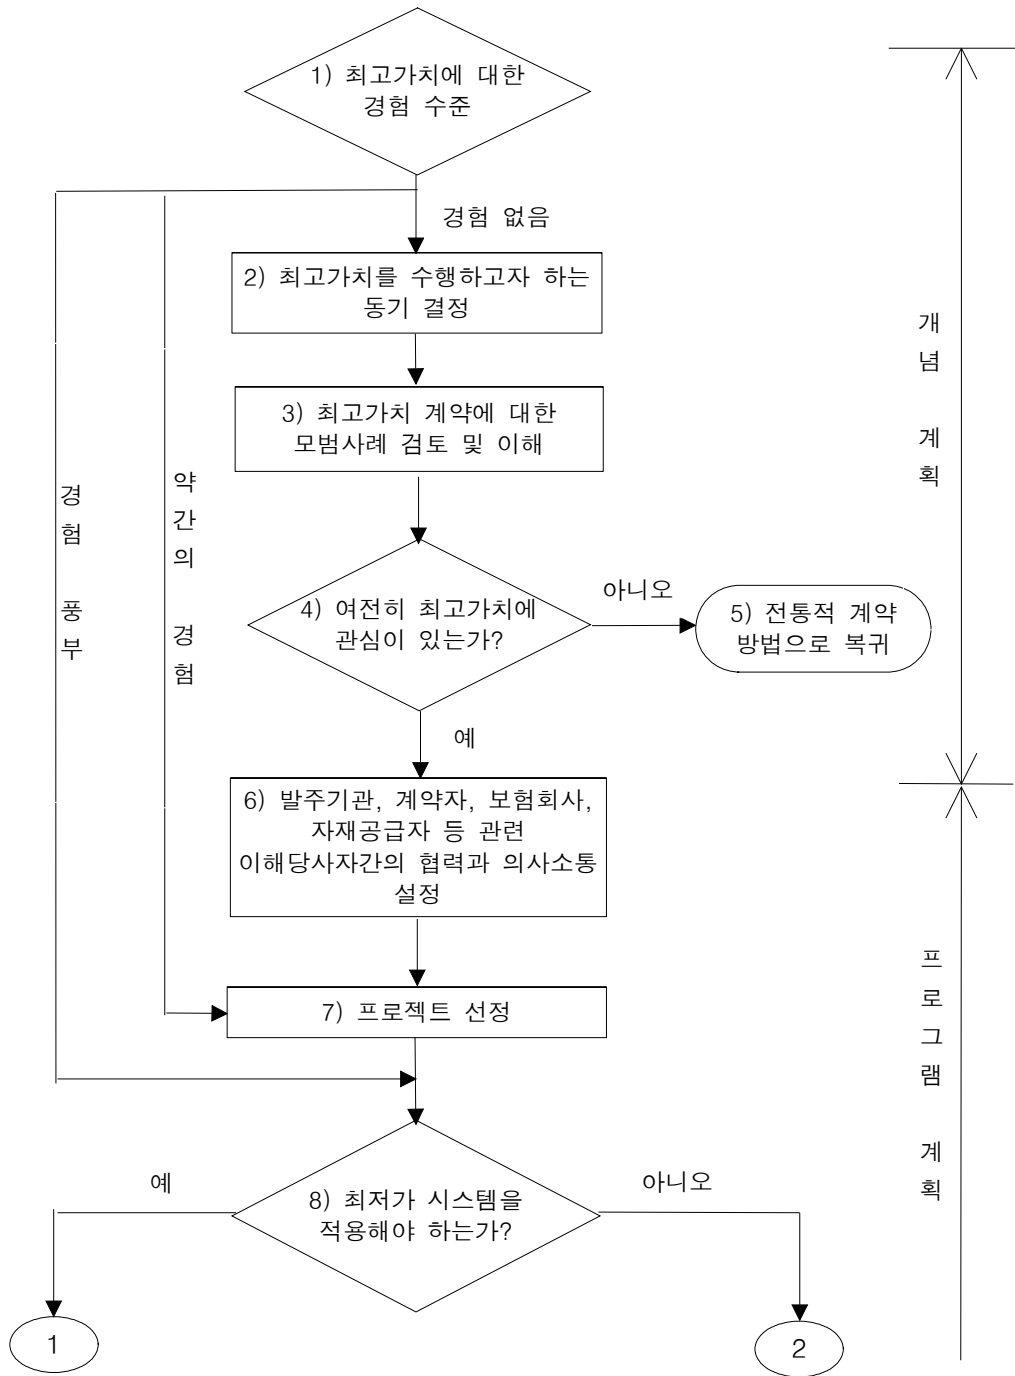 1) 최고가치에 대한
경험 수준
경험 없음
2) 최고가치를 수행하고자 하는
동기 결정
3) 최고가치 계약에 대한
모범사례 검토 및 이해
4) 여전히 최고가치에
관심이 있는가?
아니오
5) 전통적 계약
방법으로 복귀
예
6) 발주기관, 계약자, 보험회사,
자재공급자 등 관련
이해당사자간의 협력과 의사소통
설정
7) 프로젝트 선정
8) 최저가 시스템을
적용해야 하는가?
예
아니오
1
2
경험 풍부
약간의 경험
개념 계획
프로그램 계획